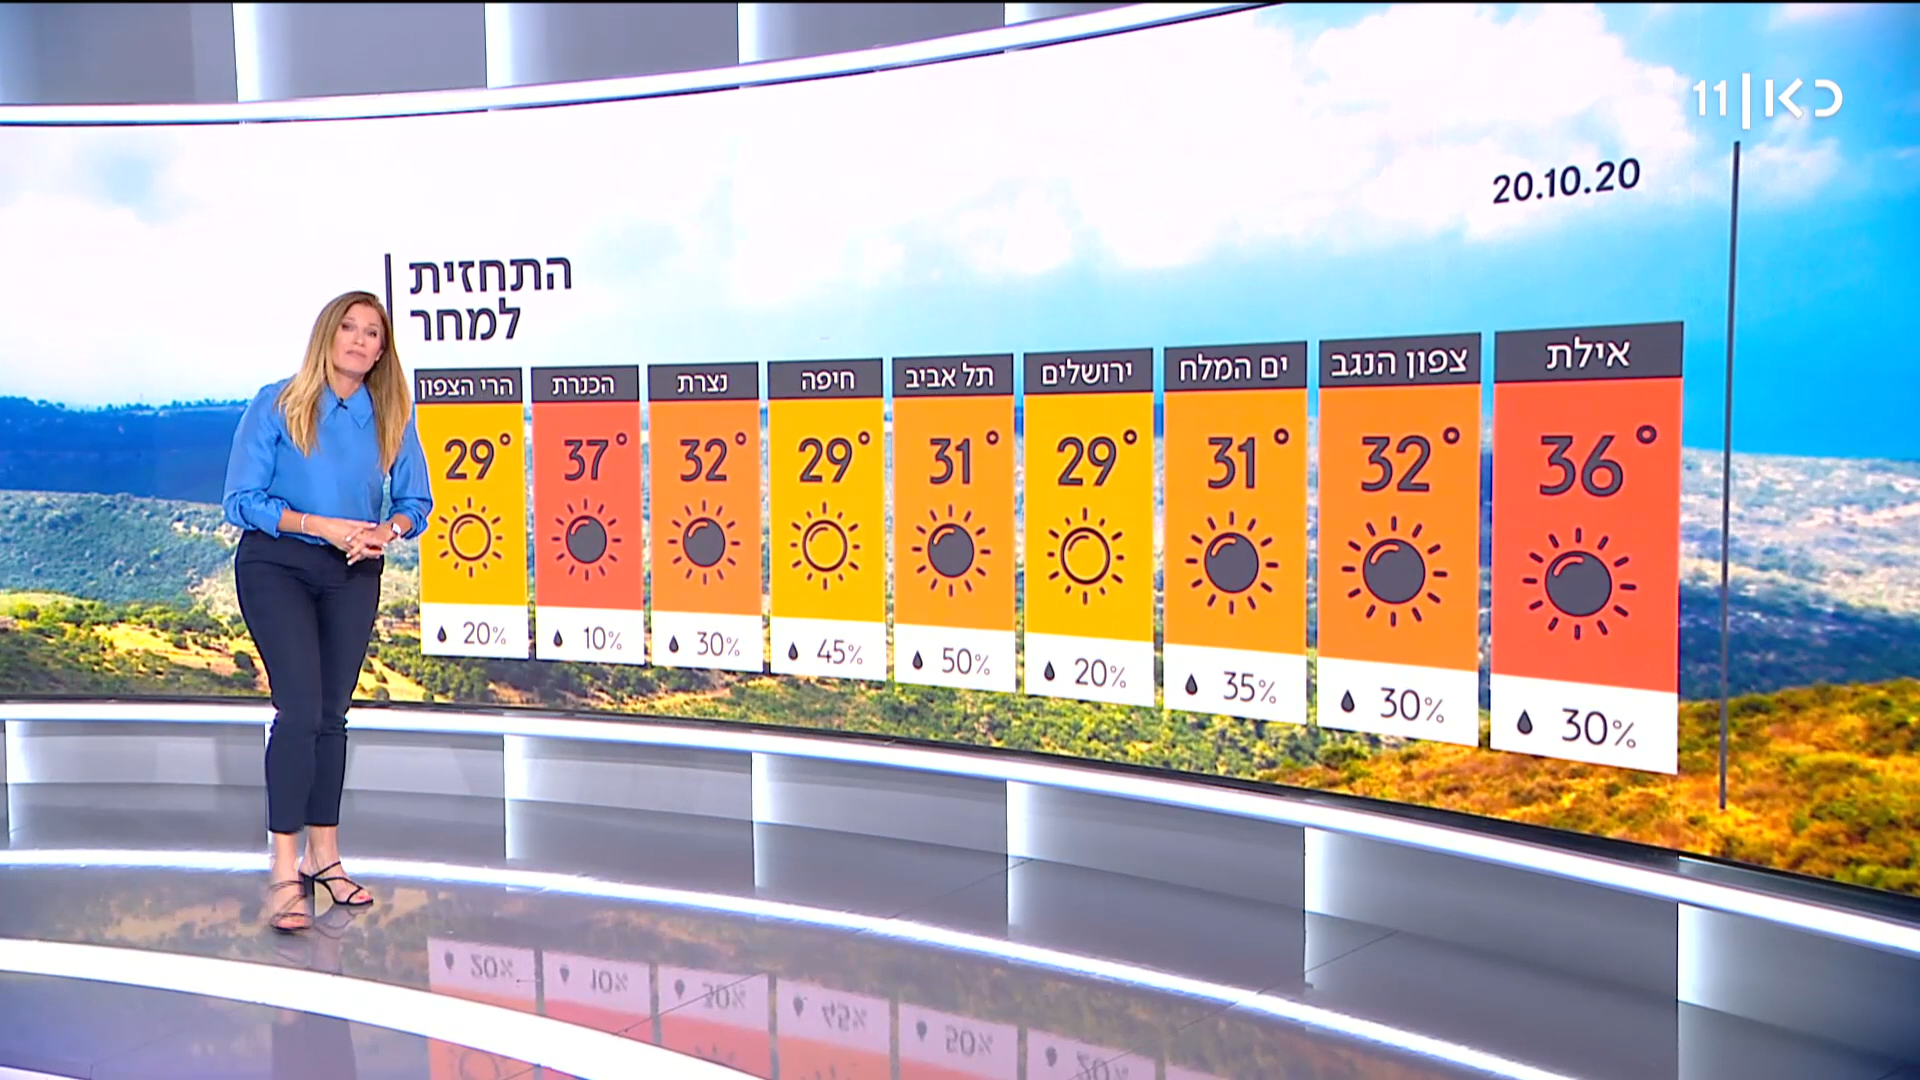 כאן 11
20.10.20
התחזית
למחר
הרי הצפון
הכנרת
נצרת
חיפה
תל אביב
ירושלים
ים המלח
צפון הנגב
אילת
29°
37°
32°
29°
31°
29°
31°
32°
36°
20%
10%
30%
45%
50%
20%
35%
30%
30%